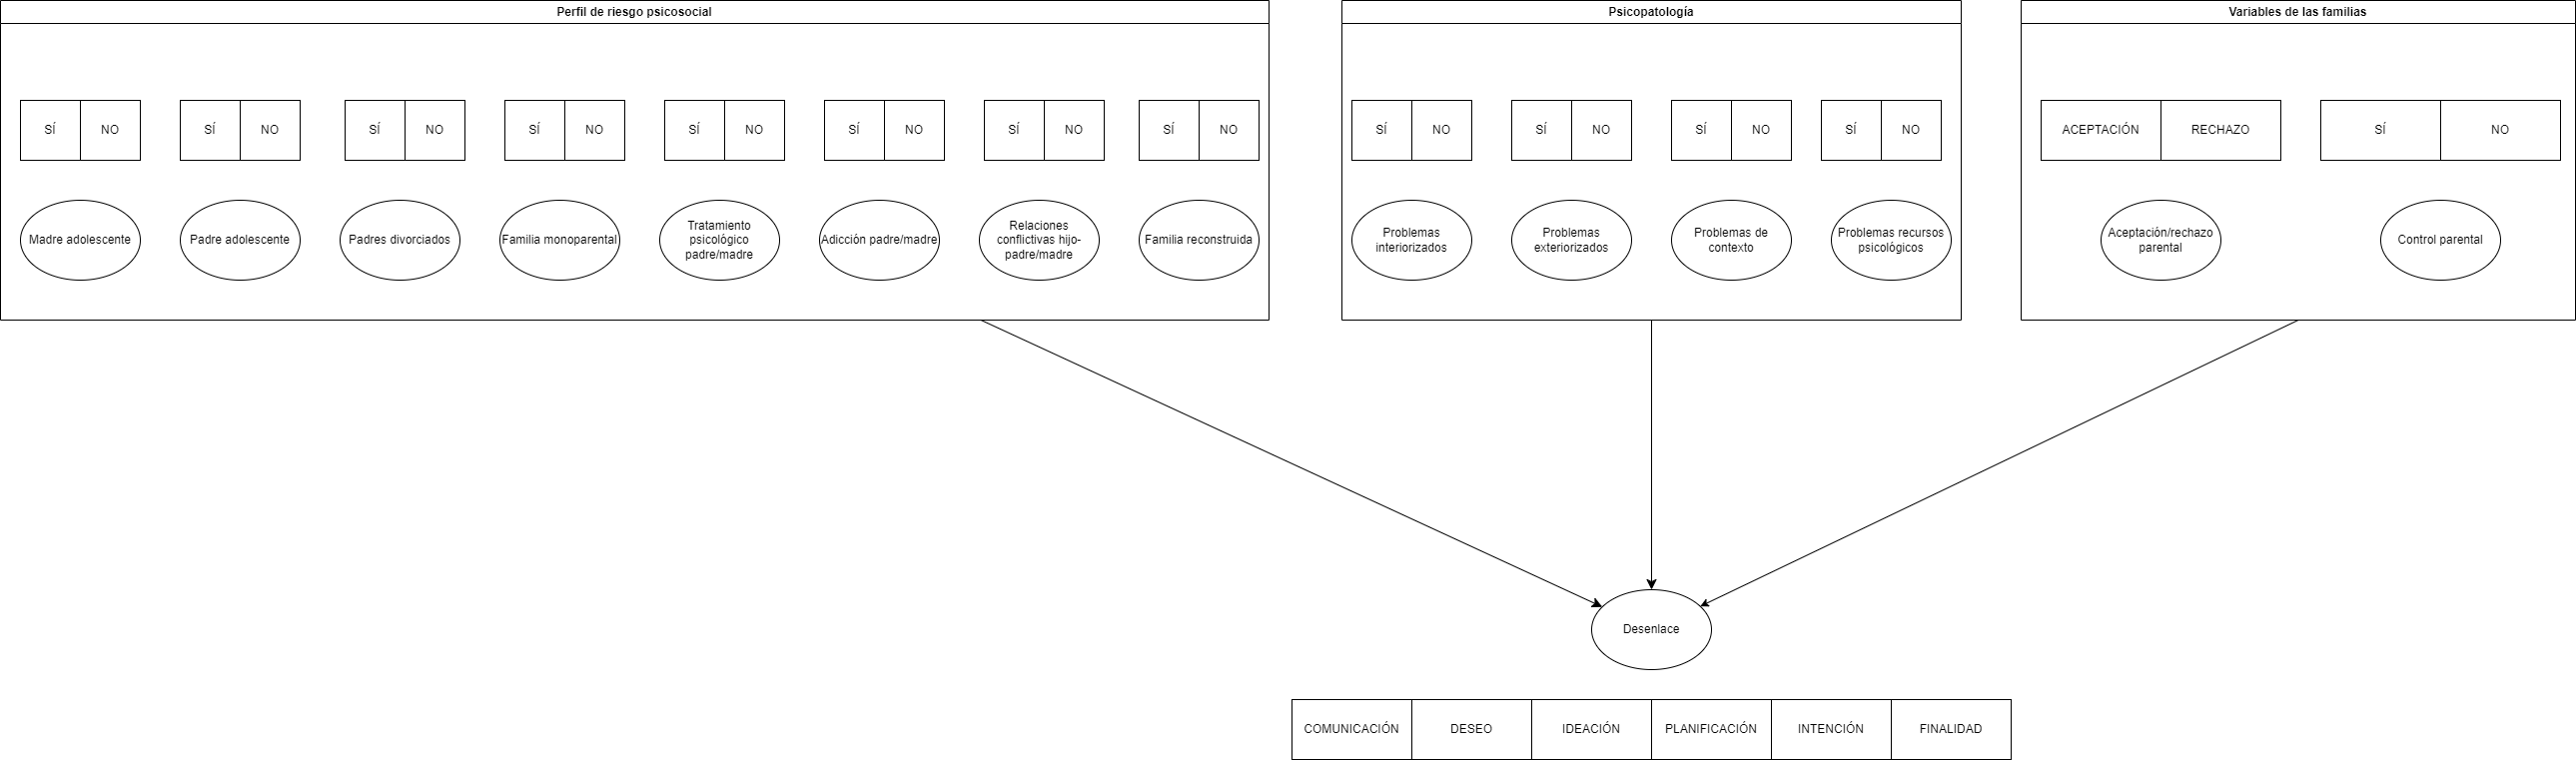 Perfil de riesgo psicosocial
SÍ NO
SÍ NO
SÍ NO
SÍ NO
SÍ NO
SÍ NO
SÍ NO
SÍ NO
Madre adolescente
Padre adolescente
Padres divorciados
Familia monoparental
Tratamiento
psicológico
padre/madre
Adicción padre/madre
Relaciones
conflictivas hijo-
padre/madre
Familia reconstruida
Psicopatología
SÍ NO
SÍ NO
SÍ NO
SÍ NO
Problemas
interiorizados
Problemas
exteriorizados
Problemas de
contexto
Problemas recursos
psicológicos
Variables de las familias
ACEPTACIÓN RECHAZO
SÍ NO
Aceptación/rechazo
parental
Control parental
Desenlace
COMUNICACIÓN DESEO IDEACIÓN PLANIFICACIÓN INTENCIÓN FINALIDAD